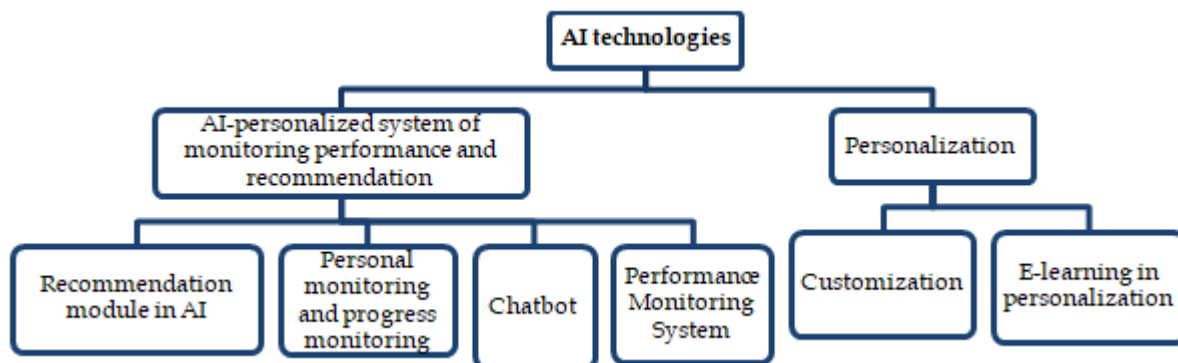 AI technologies
AI-personalized system of
monitoring performance and
recommendation
Personalization
Recommendation
module in AI
Personal
monitoring
and progress
monitoring
Chatbot
Performance
Monitoring
System
Customization
E-learning in
personalization